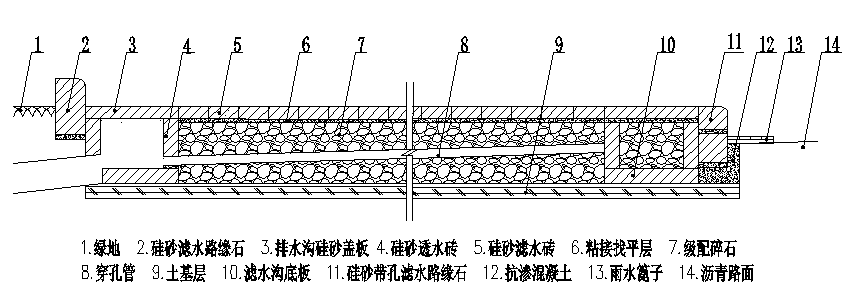 1 2 3 4 5 6 7 8 9 10 11 12 13 14
1.绿地 2.硅砂滤水路缘石 3.排水沟硅砂盖板 4.硅砂透水砖 5.硅砂滤水砖 6.粘接找平层 7.级配碎石
8.穿孔管 9.土基层 10.滤水沟底板 11.硅砂带孔滤水路缘石 12.抗渗混凝土 13.雨水篦子 14.沥青路面